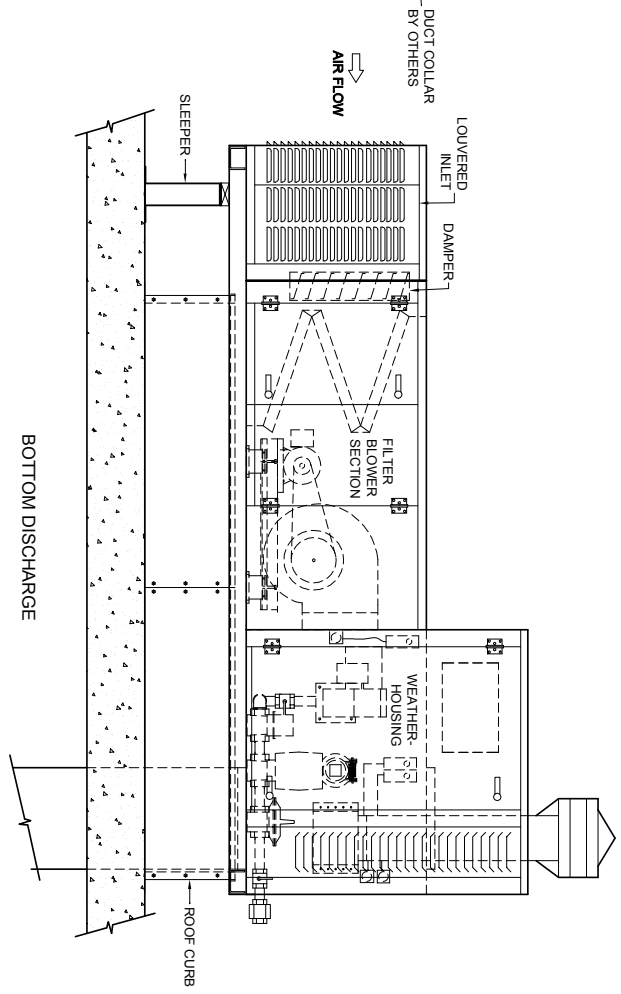 DUCT COLLAR
BY OTHERS
AIR FLOW
LOUVERED
INLET
DAMPER
SLEEPER
FILTER
BLOWER
SECTION
WEATHER-
HOUSING
ROOF CURB
BOTTOM DISCHARGE